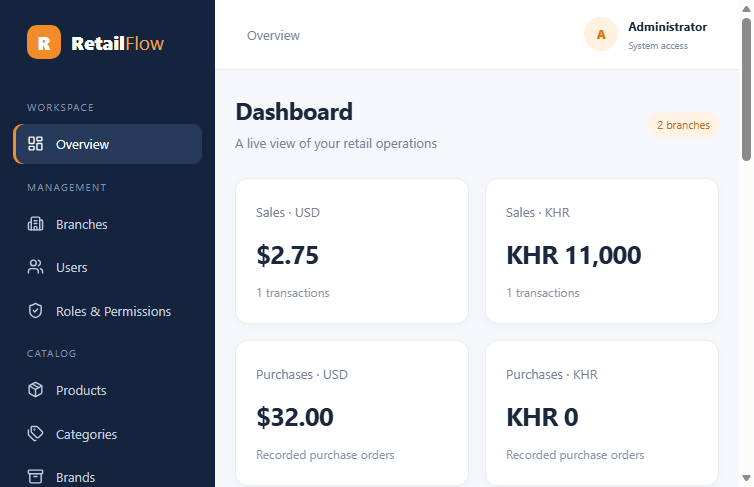 R RetailFlow
WORKSPACE
Overview
MANAGEMENT
Branches
Users
Roles & Permissions
CATALOG
Products
Categories
Brands
Overview
A
Administrator
System access
Dashboard
A live view of your retail operations
2 branches
Sales · USD
$2.75
1 transactions
Sales · KHR
KHR 11,000
1 transactions
Purchases · USD
$32.00
Recorded purchase orders
Purchases · KHR
KHR 0
Recorded purchase orders